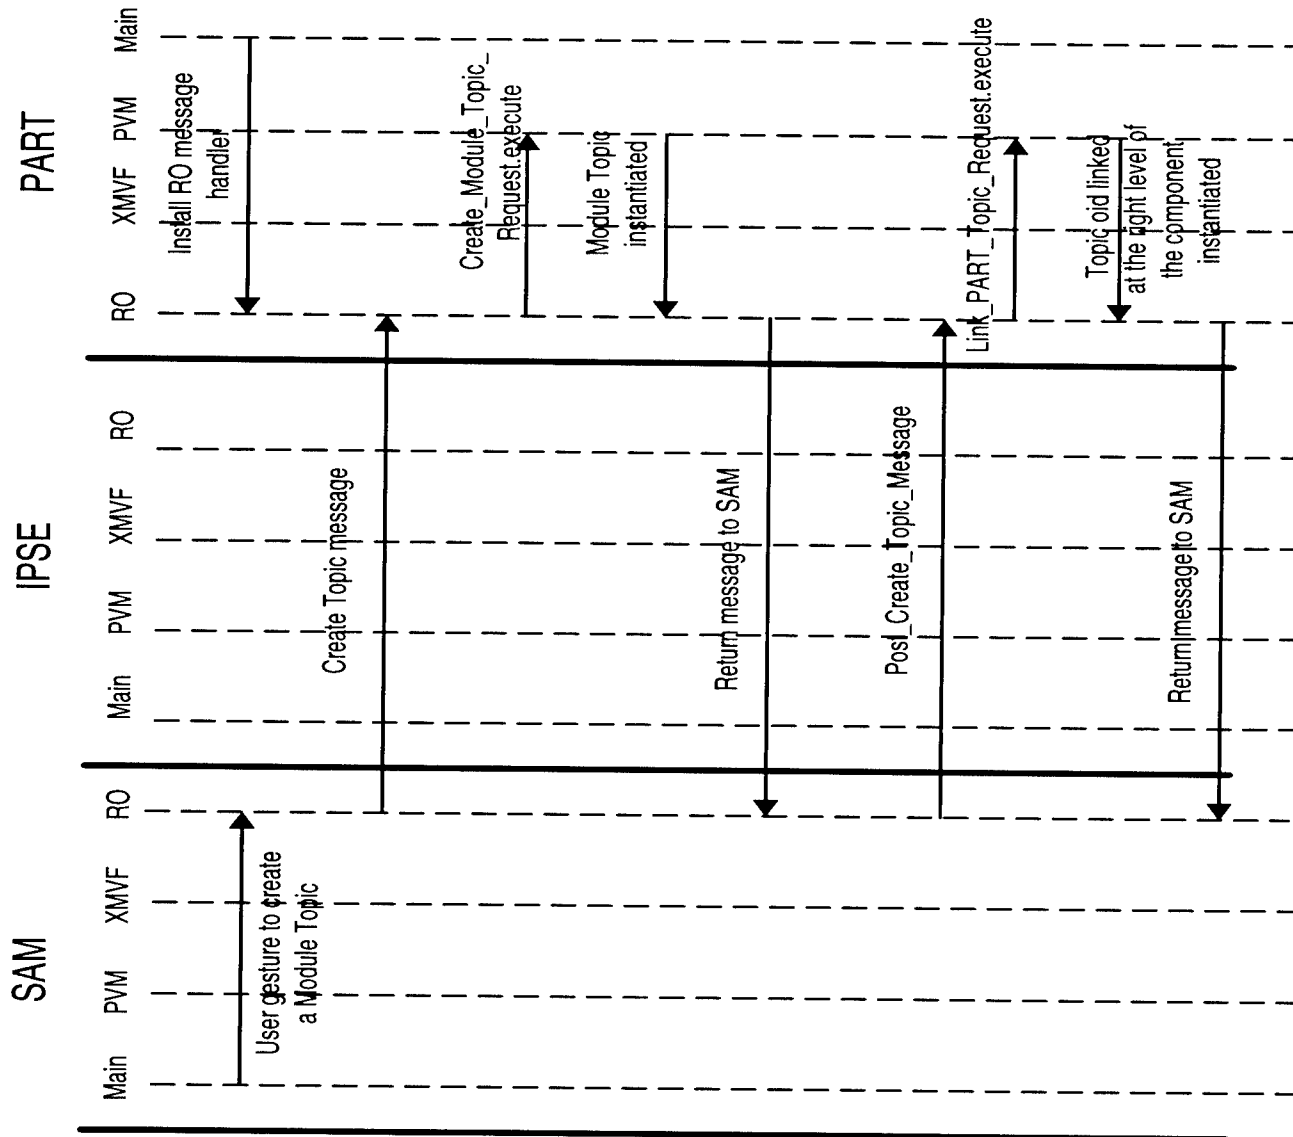 SAM
IPSE
PART
Main
PVM
XMVF
RO
Main
PVM
XMVF
RO
RO
XMVF
PVM
Main
User gesture to create
a Module Topic
Install RO message
handler
Create Topic message
Create_Module_Topic_
Request.execute
Module Topic
instantiated
Return message to SAM
Post_Create_Topic_Message
Link_PART_Topic_Request.execute
Topic oid linked
at the right level of
the component
instantiated
Return message to SAM